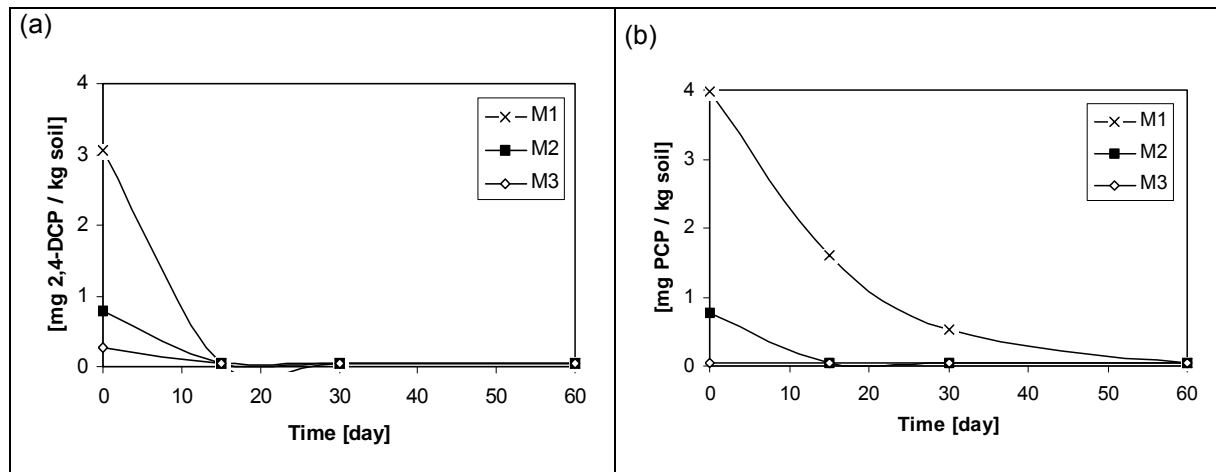 (a)
[mg 2,4-DCP / kg soil]
4
3
2
1
0
M1
M2
M3
0 10 20 30 40 50 60
Time [day]
(b)
[mg PCP / kg soil]
4
3
2
1
0
M1
M2
M3
0 10 20 30 40 50 60
Time [day]